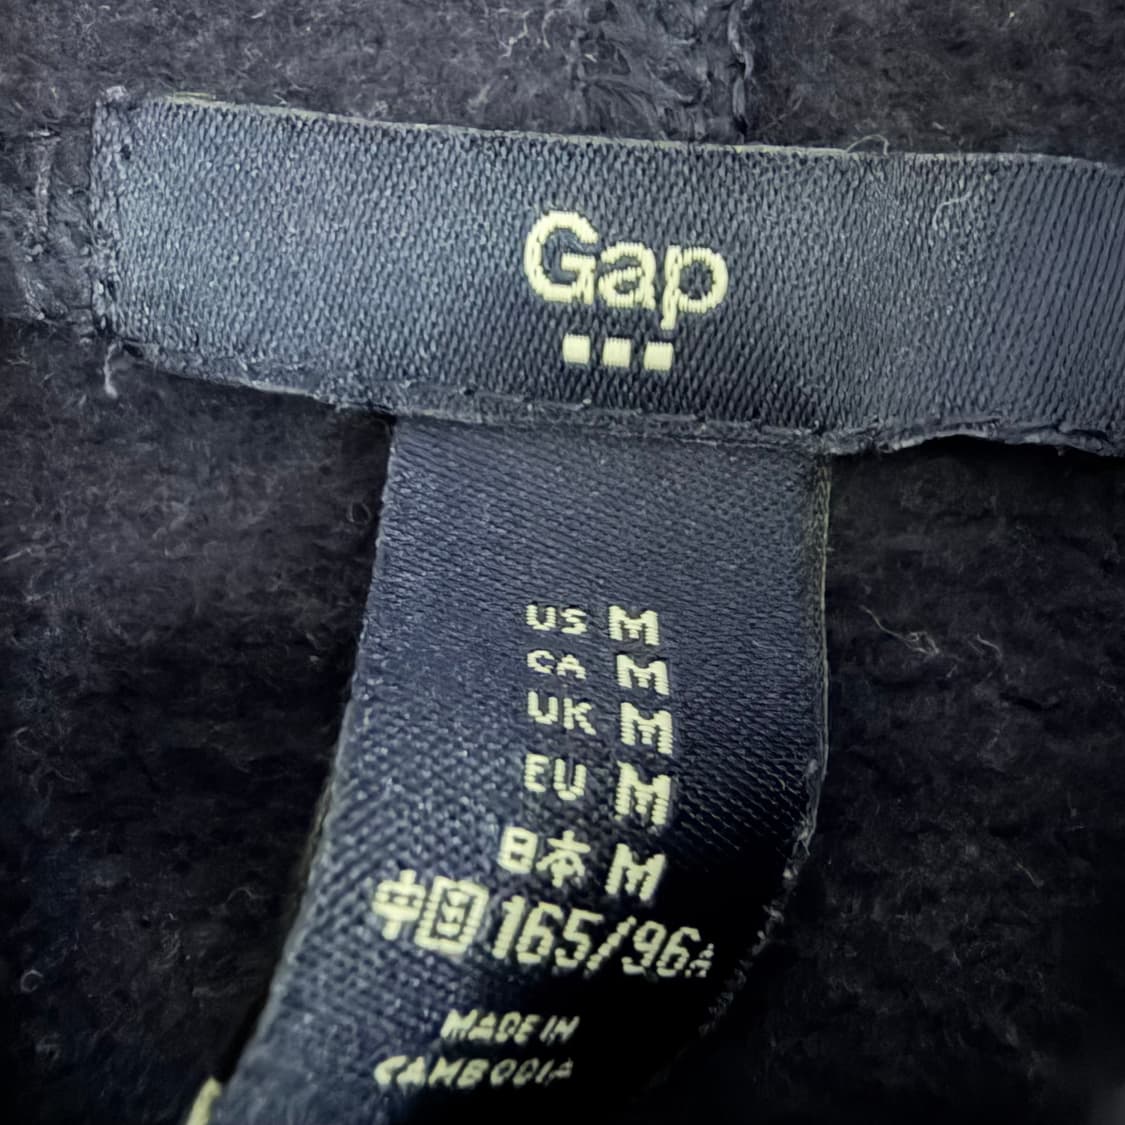 Gap
US M
CA M
UK M
EU M
日本 M
中国 165/96A
MADE IN
CAMBODIA